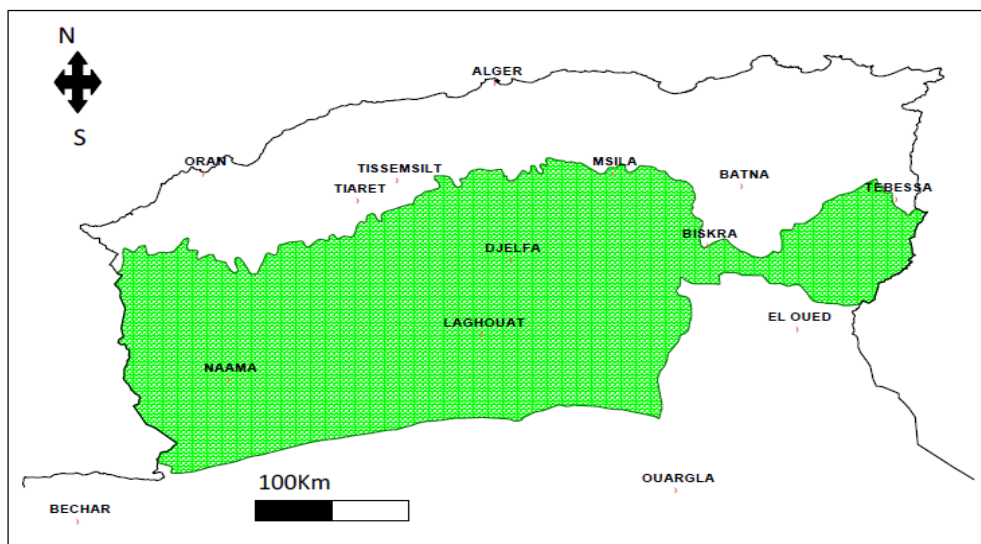 N
S
ALGER
ORAN
TISSEMSILT
TIARET
MSILA
BATNA
TEBESSA
BISKRA
DJELFA
EL OUED
LAGHOUAT
NAAMA
100Km
OUARGLA
BECHAR